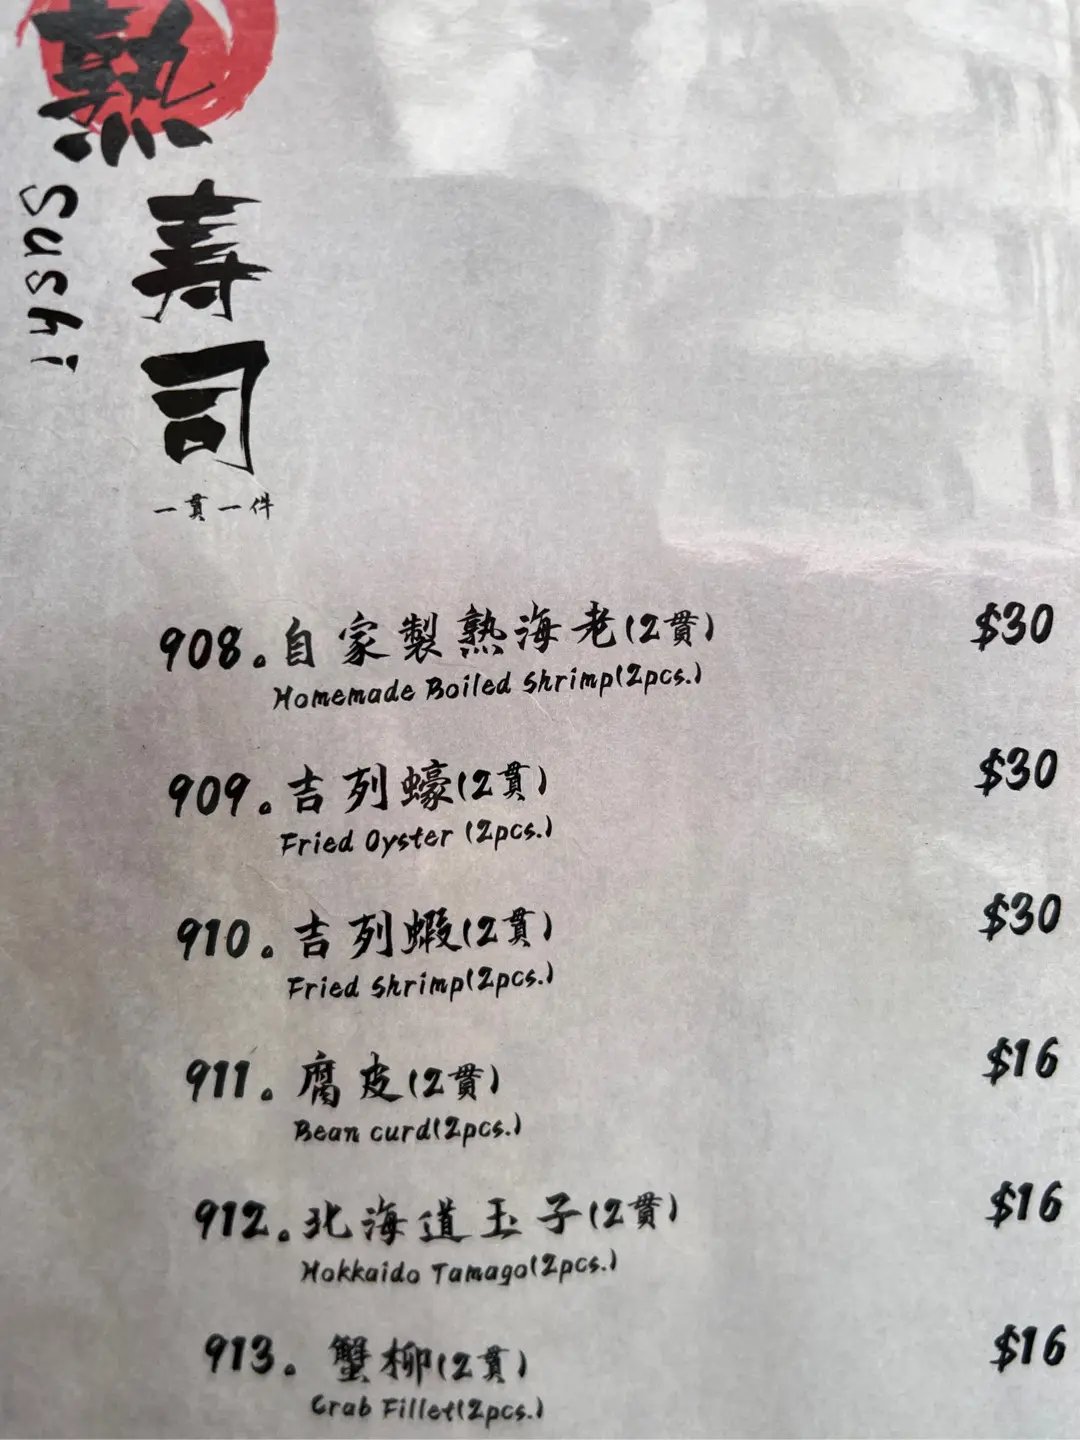 熟
寿司
Sushi
一貫一件
908。自家製熟海老(2貫) $30
Homemade Boiled Shrimp(2pcs.)
909。吉列蠔(2貫) $30
Fried Oyster (2pcs.)
910。吉列蝦(2貫) $30
Fried Shrimp(2pcs.)
911。腐皮(2貫) $16
Bean curd(2pcs.)
912。北海道玉子(2貫) $16
Hokkaido Tamago(2pcs.)
913。蟹柳(2貫) $16
Crab Fillet(2pcs.)